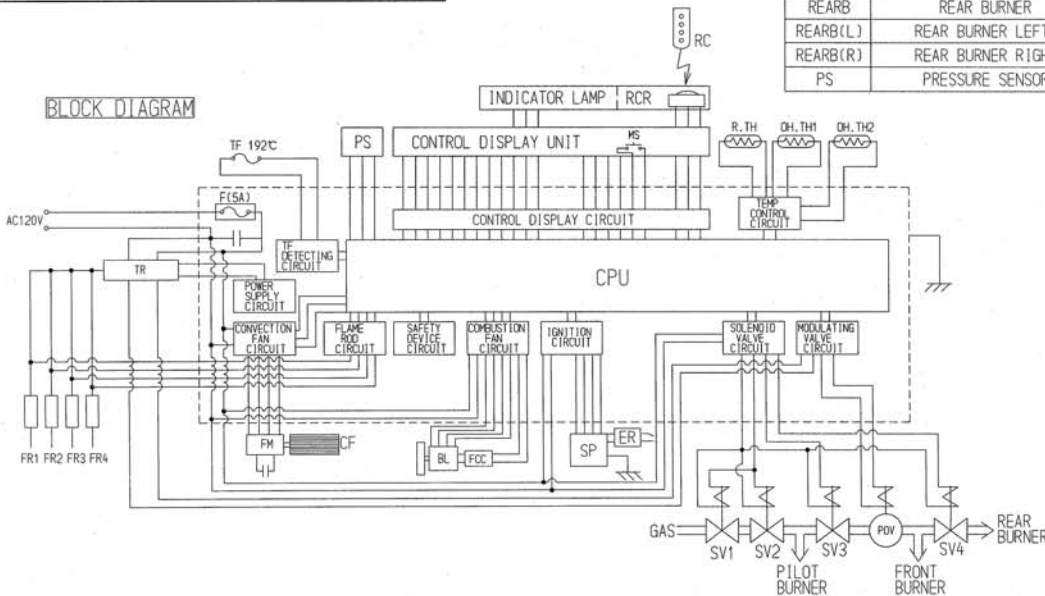 REARB REAR BURNER
REARB(L) REAR BURNER LEFT
REARB(R) REAR BURNER RIGH
PS PRESSURE SENSOR
BLOCK DIAGRAM
RC
INDICATOR LAMP RCR
PS
CONTROL DISPLAY UNIT
MS
R.TH
OH.TH1
OH.TH2
TF 192℃
F(5A)
AC120V
CONTROL DISPLAY CIRCUIT
TEMP
CONTROL
CIRCUIT
TF
DETECTING
CIRCUIT
CPU
TR
POWER
SUPPLY
CIRCUIT
CONVECTION
FAN
CIRCUIT
FLAME
ROD
CIRCUIT
SAFETY
DEVICE
CIRCUIT
COMBUSTION
FAN
CIRCUIT
IGNITION
CIRCUIT
SOLENOID
VALVE
CIRCUIT
MODULATING
VALVE
CIRCUIT
FR1 FR2 FR3 FR4
FM
CF
BL
FCC
SP
ER
GAS
SV1
SV2
SV3
POV
SV4
REAR
BURNER
PILOT
BURNER
FRONT
BURNER